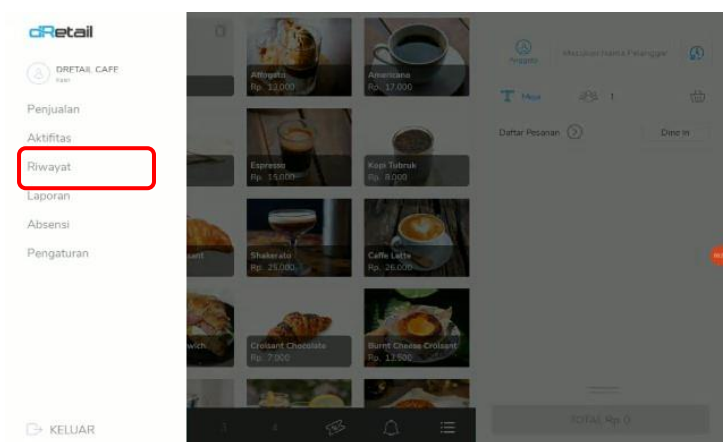 dRetail
DRETAIL CAFE
Penjualan
Aktifitas
Riwayat
Laporan
Absensi
Pengaturan
KELUAR
Affogato
Rp. 12.000
Americano
Rp. 17.000
Espresso
Rp. 15.000
Kopi Tubruk
Rp. 8.000
Shakerato
Rp. 25.000
Caffe Latte
Rp. 26.000
Croisant Chocolate
Rp. 7.000
Burnt Cheese Croisant
Rp. 13.500
Anggota
Masukan Nama Pelanggan
Meja
1
Daftar Pesanan
Dine In
TOTAL Rp. 0
3
4